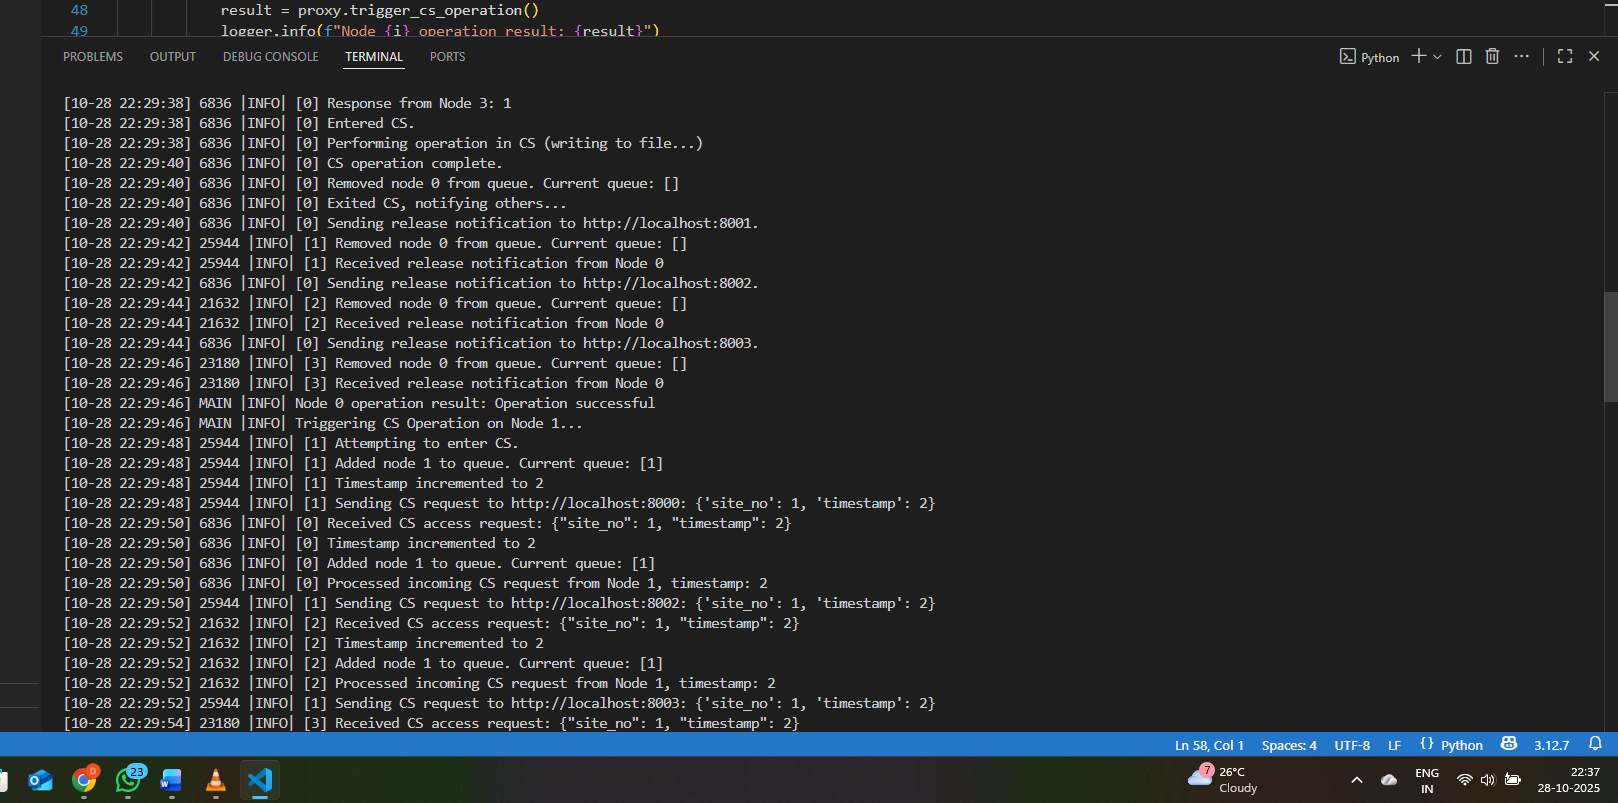 48 result = proxy.trigger_cs_operation()
49 logger.info(f"Node {i} operation result: {result}")
PROBLEMS OUTPUT DEBUG CONSOLE TERMINAL PORTS Python
[10-28 22:29:38] 6836 |INFO| [0] Response from Node 3: 1
[10-28 22:29:38] 6836 |INFO| [0] Entered CS.
[10-28 22:29:38] 6836 |INFO| [0] Performing operation in CS (writing to file...)
[10-28 22:29:40] 6836 |INFO| [0] CS operation complete.
[10-28 22:29:40] 6836 |INFO| [0] Removed node 0 from queue. Current queue: []
[10-28 22:29:40] 6836 |INFO| [0] Exited CS, notifying others...
[10-28 22:29:40] 6836 |INFO| [0] Sending release notification to http://localhost:8001.
[10-28 22:29:42] 25944 |INFO| [1] Removed node 0 from queue. Current queue: []
[10-28 22:29:42] 25944 |INFO| [1] Received release notification from Node 0
[10-28 22:29:42] 6836 |INFO| [0] Sending release notification to http://localhost:8002.
[10-28 22:29:44] 21632 |INFO| [2] Removed node 0 from queue. Current queue: []
[10-28 22:29:44] 21632 |INFO| [2] Received release notification from Node 0
[10-28 22:29:44] 6836 |INFO| [0] Sending release notification to http://localhost:8003.
[10-28 22:29:46] 23180 |INFO| [3] Removed node 0 from queue. Current queue: []
[10-28 22:29:46] 23180 |INFO| [3] Received release notification from Node 0
[10-28 22:29:46] MAIN |INFO| Node 0 operation result: Operation successful
[10-28 22:29:46] MAIN |INFO| Triggering CS Operation on Node 1...
[10-28 22:29:48] 25944 |INFO| [1] Attempting to enter CS.
[10-28 22:29:48] 25944 |INFO| [1] Added node 1 to queue. Current queue: [1]
[10-28 22:29:48] 25944 |INFO| [1] Timestamp incremented to 2
[10-28 22:29:48] 25944 |INFO| [1] Sending CS request to http://localhost:8000: {'site_no': 1, 'timestamp': 2}
[10-28 22:29:50] 6836 |INFO| [0] Received CS access request: {"site_no": 1, "timestamp": 2}
[10-28 22:29:50] 6836 |INFO| [0] Timestamp incremented to 2
[10-28 22:29:50] 6836 |INFO| [0] Added node 1 to queue. Current queue: [1]
[10-28 22:29:50] 6836 |INFO| [0] Processed incoming CS request from Node 1, timestamp: 2
[10-28 22:29:50] 25944 |INFO| [1] Sending CS request to http://localhost:8002: {'site_no': 1, 'timestamp': 2}
[10-28 22:29:52] 21632 |INFO| [2] Received CS access request: {"site_no": 1, "timestamp": 2}
[10-28 22:29:52] 21632 |INFO| [2] Timestamp incremented to 2
[10-28 22:29:52] 21632 |INFO| [2] Added node 1 to queue. Current queue: [1]
[10-28 22:29:52] 21632 |INFO| [2] Processed incoming CS request from Node 1, timestamp: 2
[10-28 22:29:52] 25944 |INFO| [1] Sending CS request to http://localhost:8003: {'site_no': 1, 'timestamp': 2}
[10-28 22:29:54] 23180 |INFO| [3] Received CS access request: {"site_no": 1, "timestamp": 2}
Ln 58, Col 1 Spaces: 4 UTF-8 LF {} Python 3.12.7
D 23 7 26°C ENG 22:37
Cloudy IN 28-10-2025